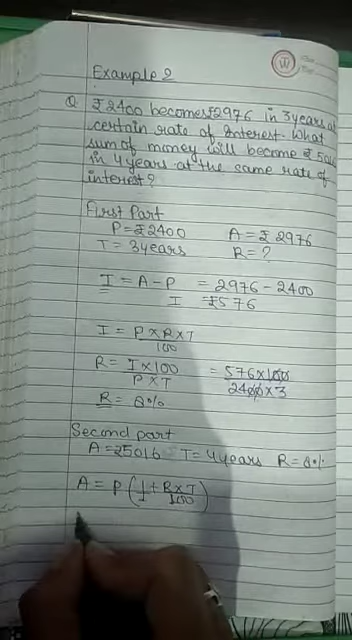 Example 2
Q ₹2400 becomes ₹2976 in 3 years at
certain rate of interest. What
sum of money will become ₹5016
in 4 years at the same rate of
interest?
First Part
P = ₹2400 A = ₹2976
T = 3 years R = ?
I = A - P = 2976 - 2400
I = ₹576
I = P × R × T / 100
R = I × 100 / P × T = 576 × 100 / 2400 × 3
R = 8%
Second part
A = ₹5016 T = 4 years R = 8%
A = P (1 + R × T / 100)